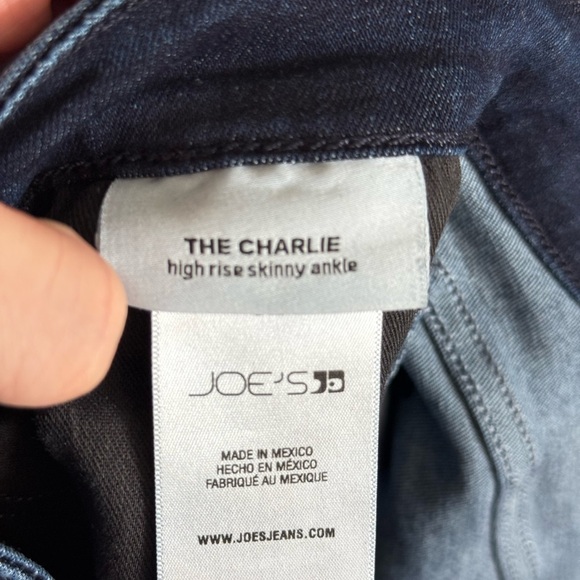 THE CHARLIE
high rise skinny ankle
JOE'S
MADE IN MEXICO
HECHO EN MÉXICO
FABRIQUÉ AU MEXIQUE
WWW.JOESJEANS.COM